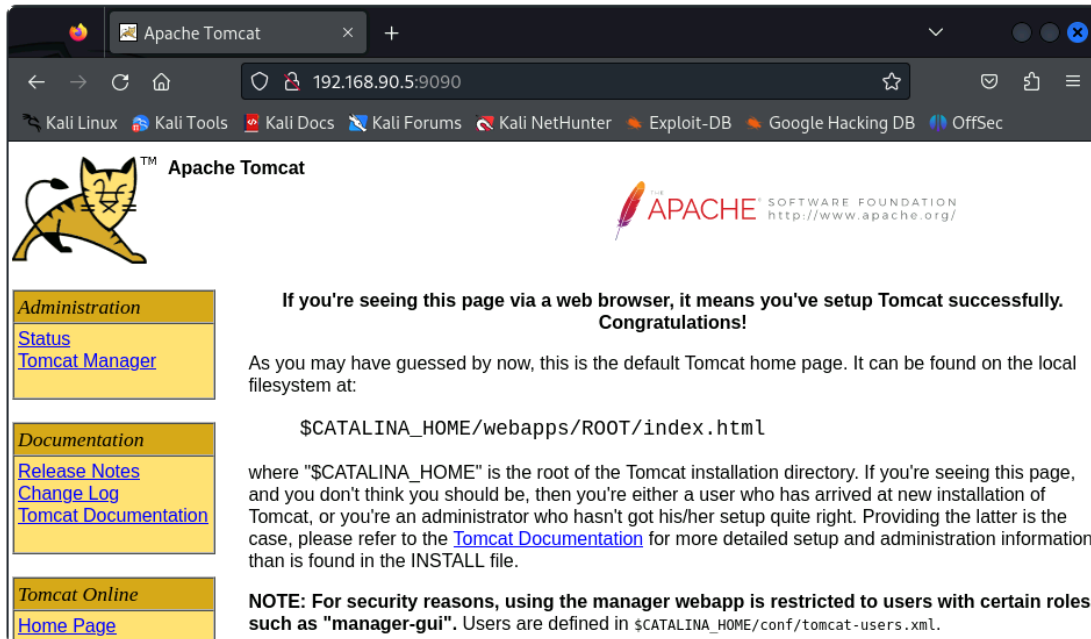 Apache Tomcat
192.168.90.5:9090
Kali Linux Kali Tools Kali Docs Kali Forums Kali NetHunter Exploit-DB Google Hacking DB OffSec
TM
Apache Tomcat
THE
APACHE® SOFTWARE FOUNDATION
http://www.apache.org/
Administration
Status
Tomcat Manager
Documentation
Release Notes
Change Log
Tomcat Documentation
Tomcat Online
Home Page
If you're seeing this page via a web browser, it means you've setup Tomcat successfully.
Congratulations!
As you may have guessed by now, this is the default Tomcat home page. It can be found on the local
filesystem at:
$CATALINA_HOME/webapps/ROOT/index.html
where "$CATALINA_HOME" is the root of the Tomcat installation directory. If you're seeing this page,
and you don't think you should be, then you're either a user who has arrived at new installation of
Tomcat, or you're an administrator who hasn't got his/her setup quite right. Providing the latter is the
case, please refer to the Tomcat Documentation for more detailed setup and administration information
than is found in the INSTALL file.
NOTE: For security reasons, using the manager webapp is restricted to users with certain roles
such as "manager-gui". Users are defined in $CATALINA_HOME/conf/tomcat-users.xml.